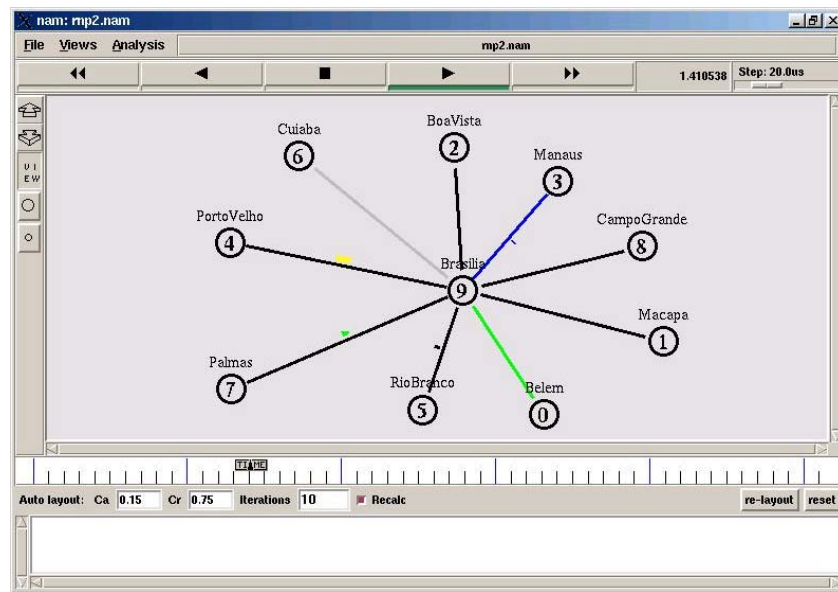 nam: rnp2.nam
File Views Analysis rnp2.nam
1.410538 Step: 20.0us
VIEW
Cuiaba
6
BoaVista
2
Manaus
3
PortoVelho
4
CampoGrande
8
Brasilia
9
Macapa
1
Palmas
7
RioBranco
5
Belem
0
TIME
Auto layout: Ca 0.15 Cr 0.75 Iterations 10 Recalc re-layout reset